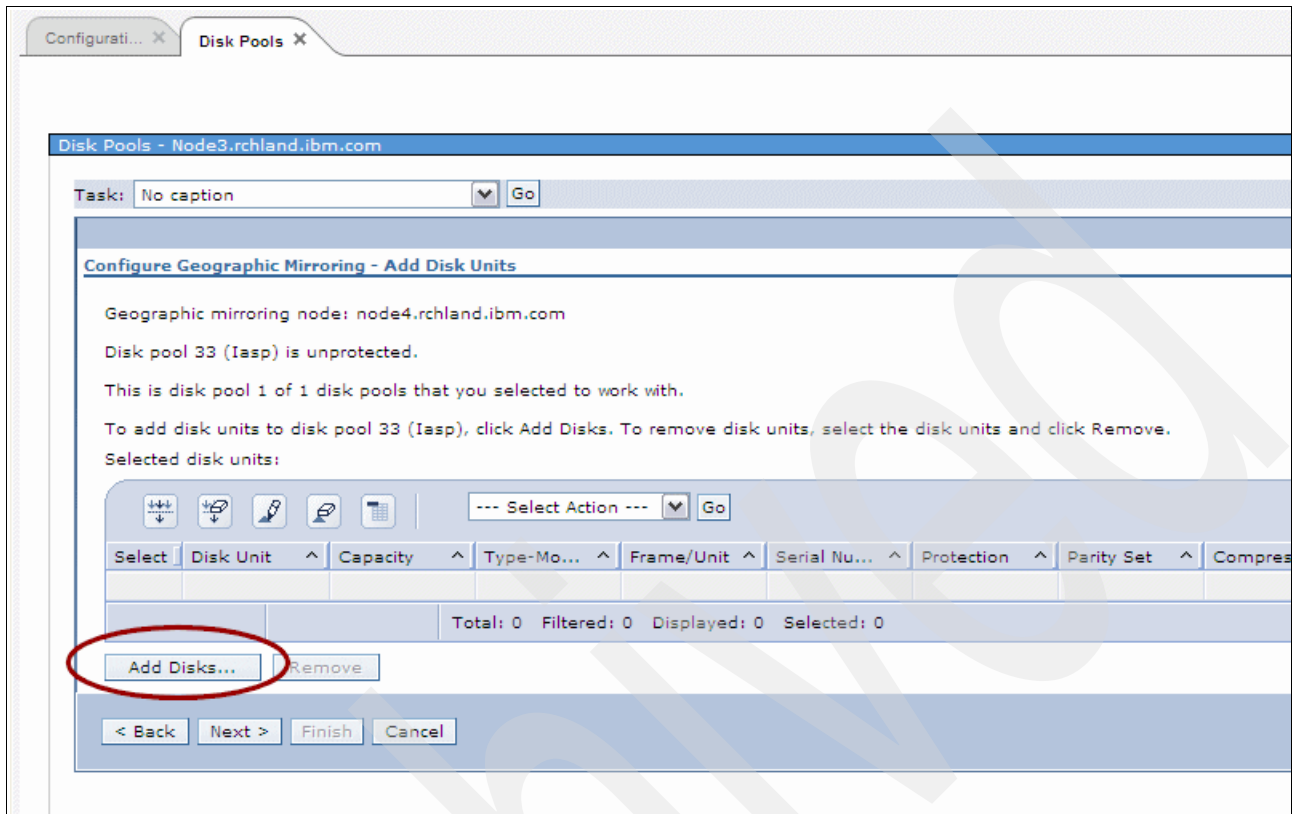 Configurati...
Disk Pools
Disk Pools - Node3.rchland.ibm.com
Task: No caption Go
Configure Geographic Mirroring - Add Disk Units
Geographic mirroring node: node4.rchland.ibm.com
Disk pool 33 (Iasp) is unprotected.
This is disk pool 1 of 1 disk pools that you selected to work with.
To add disk units to disk pool 33 (Iasp), click Add Disks. To remove disk units, select the disk units and click Remove.
Selected disk units:
--- Select Action --- Go
Select Disk Unit Capacity Type-Mo... Frame/Unit Serial Nu... Protection Parity Set Compres
Total: 0 Filtered: 0 Displayed: 0 Selected: 0
Add Disks... Remove
< Back Next > Finish Cancel